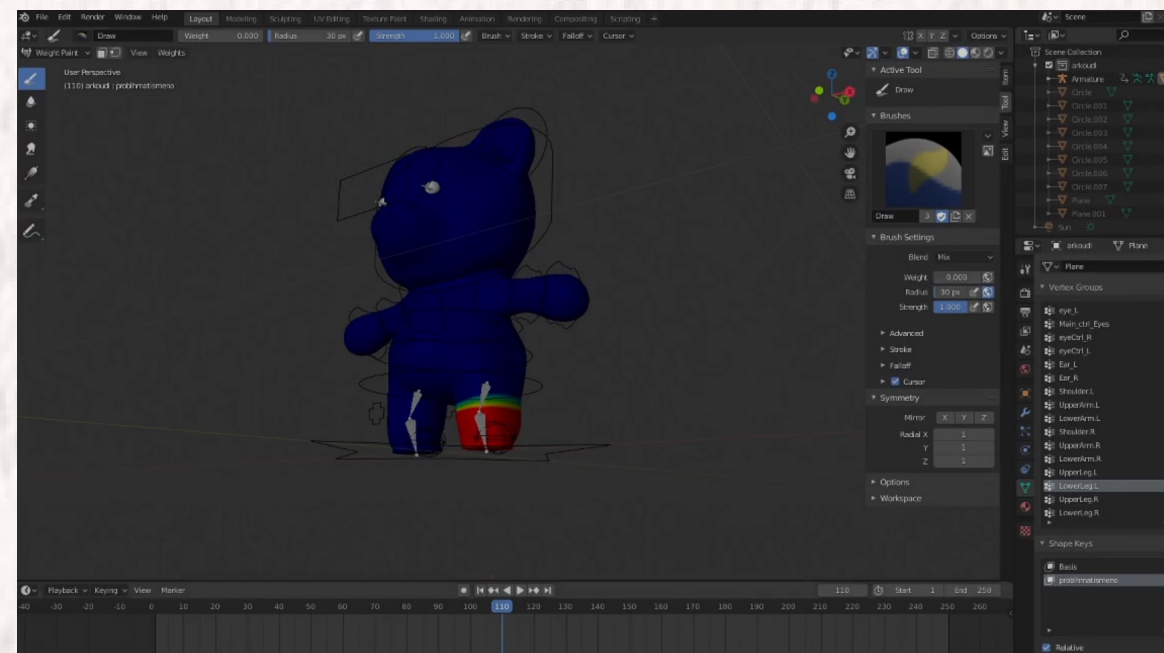 File Edit Render Window Help Layout Modeling Sculpting UV Editing Texture Paint Shading Animation Rendering Compositing Scripting + Scene
Draw Weight 0.000 Radius 30 px Strength 1.000 Brush Stroke Falloff Cursor X Y Z Options
Weight Paint View Weights
User Perspective
(110) arkoudi : problhmatismeno
Z
X
Y
Active Tool
Draw
Brushes
Draw 3
Brush Settings
Blend Mix
Weight 0.000
Radius 30 px
Strength 1.000
Advanced
Stroke
Falloff
Cursor
Symmetry
Mirror X Y Z
Radial X 1
Y 1
Z 1
Options
Workspace
Item
Tool
View
Edit
Scene Collection
arkoudi
Armature
Circle
Circle.001
Circle.002
Circle.003
Circle.004
Circle.005
Circle.006
Circle.007
Plane
Plane.001
Sun
arkoudi Plane
Plane
Vertex Groups
eye_L
Main_ctrl_Eyes
eyeCtrl_R
eyeCtrl_L
Ear_L
Ear_R
Shoulder.L
UpperArm.L
LowerArm.L
Shoulder.R
UpperArm.R
LowerArm.R
UpperLeg.L
LowerLeg.L
UpperLeg.R
LowerLeg.R
Shape Keys
Basis
problhmatismeno
Relative
Playback Keying View Marker 110 Start 1 End 250
-40 -30 -20 -10 0 10 20 30 40 50 60 70 80 90 100 110 120 130 140 150 160 170 180 190 200 210 220 230 240 250 260